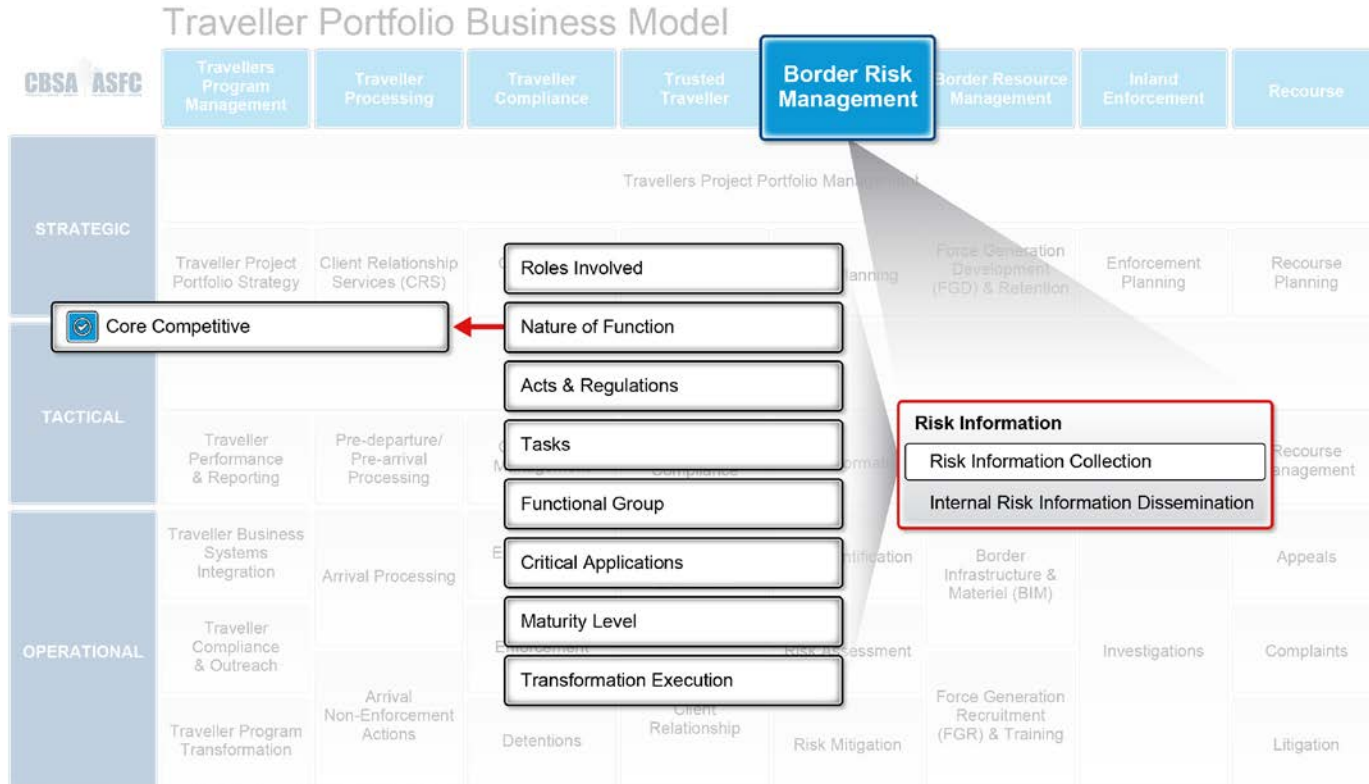 Traveller Portfolio Business Model
CBSA ASFC
Travellers
Program
Management
Traveller
Processing
Traveller
Compliance
Trusted
Traveller
Border Risk
Management
Border Resource
Management
Inland
Enforcement
Recourse
STRATEGIC
Travellers Project Portfolio Management
Traveller Project
Portfolio Strategy
Client Relationship
Services (CRS)
Force Generation
Development
(FGD) & Retention
Enforcement
Planning
Recourse
Planning
Roles Involved
Core Competitive
Nature of Function
Acts & Regulations
Tasks
Functional Group
Critical Applications
Maturity Level
Transformation Execution
Risk Information
Risk Information Collection
Internal Risk Information Dissemination
TACTICAL
Traveller
Performance
& Reporting
Pre-departure/
Pre-arrival
Processing
Compliance
Recourse
OPERATIONAL
Traveller Business
Systems
Integration
Arrival Processing
Border
Infrastructure &
Materiel (BIM)
Appeals
Traveller
Compliance
& Outreach
Enforcement
Risk Assessment
Investigations
Complaints
Traveller Program
Transformation
Arrival
Non-Enforcement
Actions
Detentions
Client
Relationship
Risk Mitigation
Force Generation
Recruitment
(FGR) & Training
Litigation